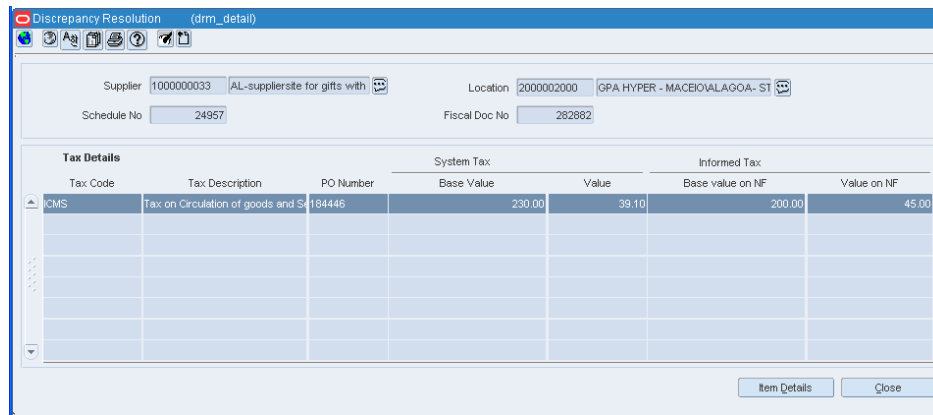 Discrepancy Resolution (drm_detail)
Supplier 1000000033 AL-suppliersite for gifts with Location 2000002000 GPA HYPER - MACEIO\ALAGOA- ST
Schedule No 24957 Fiscal Doc No 282882
Tax Details System Tax Informed Tax
Tax Code Tax Description PO Number Base Value Value Base value on NF Value on NF
ICMS Tax on Circulation of goods and Se 184446 230.00 39.10 200.00 45.00
Item Details Close